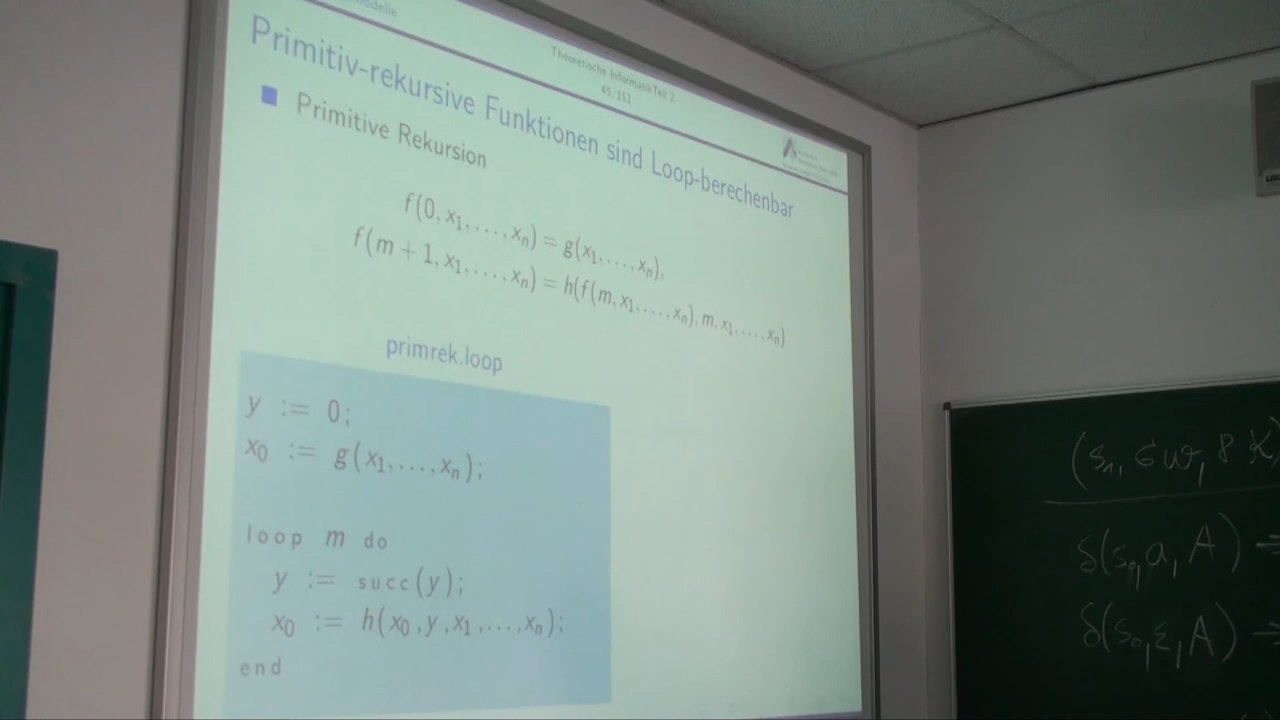 Theoretische Informatik Teil 2
45, 151
Primitiv-rekursive Funktionen sind Loop-berechenbar
Primitive Rekursion
f(0, x₁, . . . , xₙ) = g(x₁, . . . , xₙ),
f(m + 1, x₁, . . . , xₙ) = h(f(m, x₁, . . . , xₙ), m, x₁, . . . , xₙ)
primrek.loop
y := 0;
x₀ := g(x₁, . . . , xₙ);
loop m do
y := succ(y);
x₀ := h(x₀, y, x₁, . . . , xₙ);
end
δ(s₀, a, A) →
δ(s₀, ε, A) →